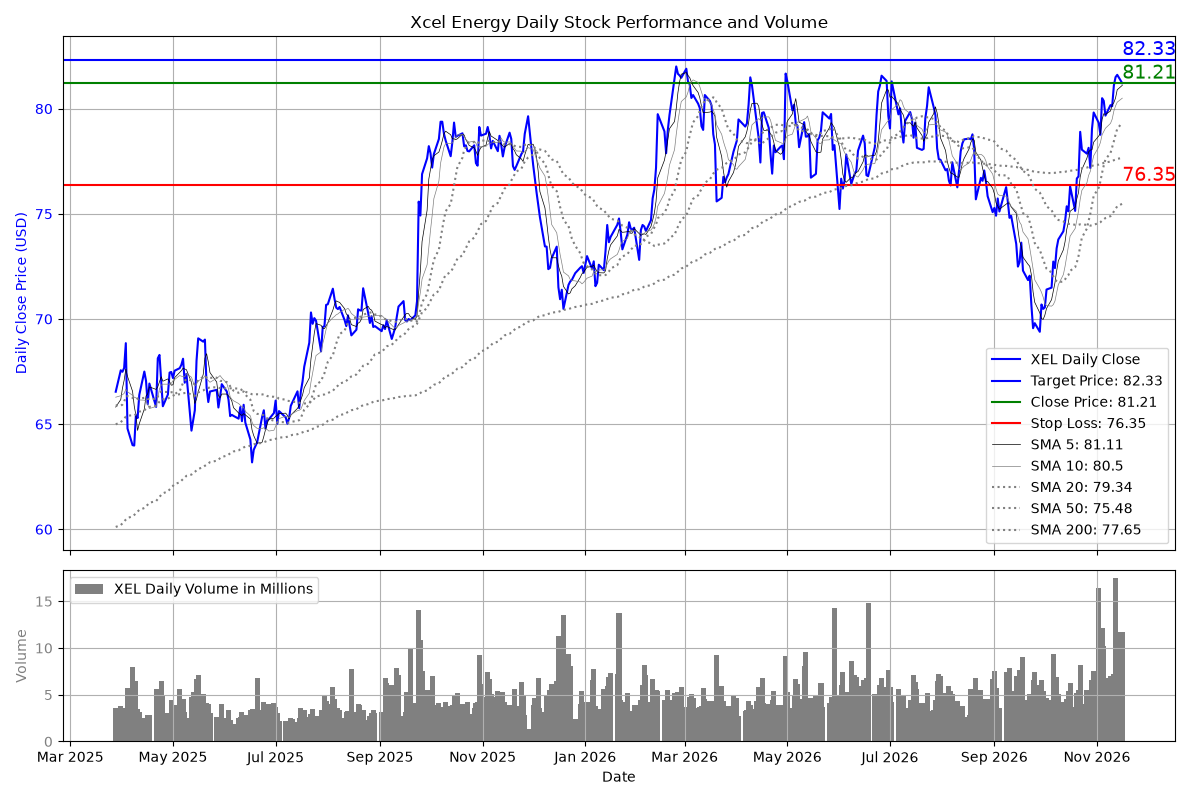 Xcel Energy Daily Stock Performance and Volume
82.33
81.21
76.35
80
75
70
65
60
Daily Close Price (USD)
XEL Daily Close
Target Price: 82.33
Close Price: 81.21
Stop Loss: 76.35
SMA 5: 81.11
SMA 10: 80.5
SMA 20: 79.34
SMA 50: 75.48
SMA 200: 77.65
XEL Daily Volume in Millions
15
10
5
0
Volume
Mar 2025 May 2025 Jul 2025 Sep 2025 Nov 2025 Jan 2026 Mar 2026 May 2026 Jul 2026 Sep 2026 Nov 2026
Date